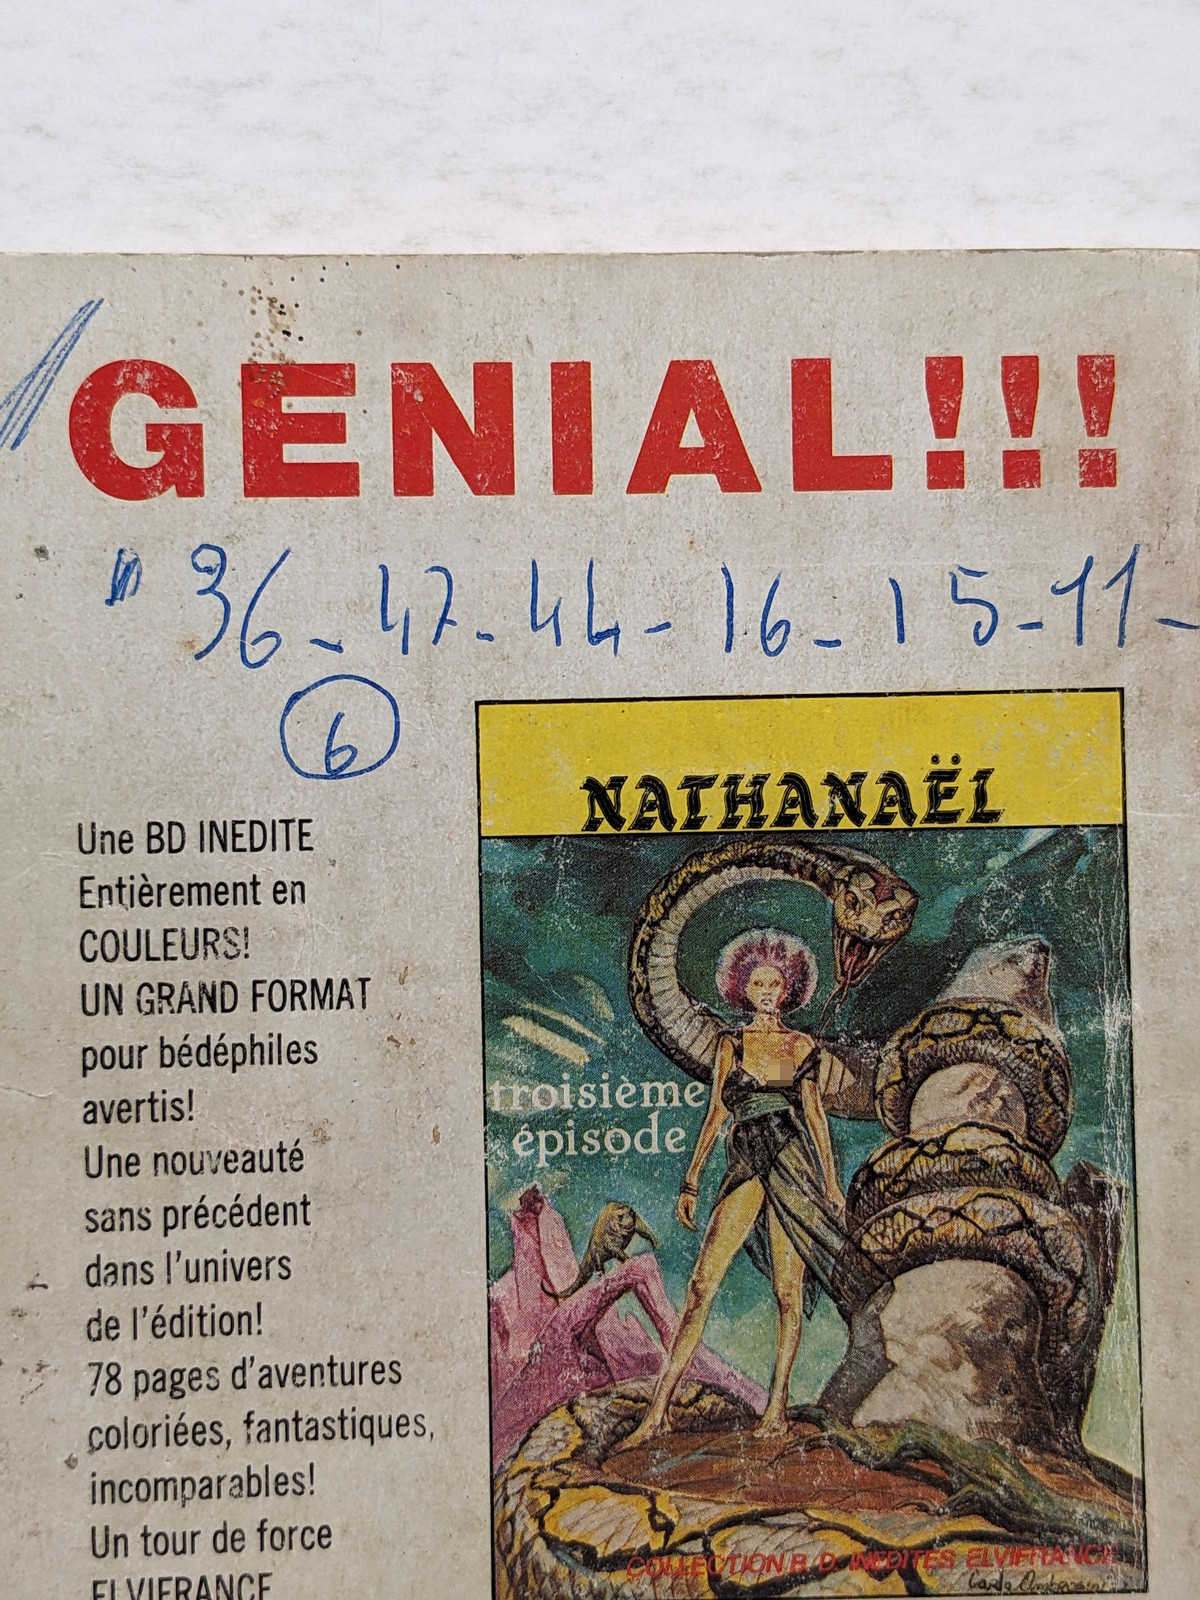 GENIAL!!!
36-47-44-16-15-11-
6
Une BD INEDITE
Entièrement en
COULEURS!
UN GRAND FORMAT
pour bédéphiles
avertis!
Une nouveauté
sans précédent
dans l'univers
de l'édition!
78 pages d'aventures
coloriées, fantastiques,
incomparables!
Un tour de force
ELVIFRANCE
NATHANAËL
troisième
épisode
COLLECTION B.D. INEDITES ELVIFRANCE
Carlo Ambrosini